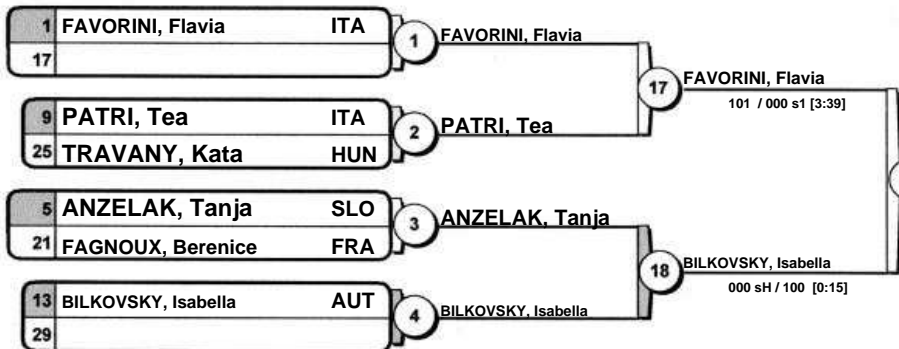 1 FAVORINI, Flavia ITA
17
1 FAVORINI, Flavia
9 PATRI, Tea ITA
25 TRAVANY, Kata HUN
2 PATRI, Tea
17 FAVORINI, Flavia
101 / 000 s1 [3:39]
5 ANZELAK, Tanja SLO
21 FAGNOUX, Berenice FRA
3 ANZELAK, Tanja
13 BILKOVSKY, Isabella AUT
29
4 BILKOVSKY, Isabella
18 BILKOVSKY, Isabella
000 sH / 100 [0:15]